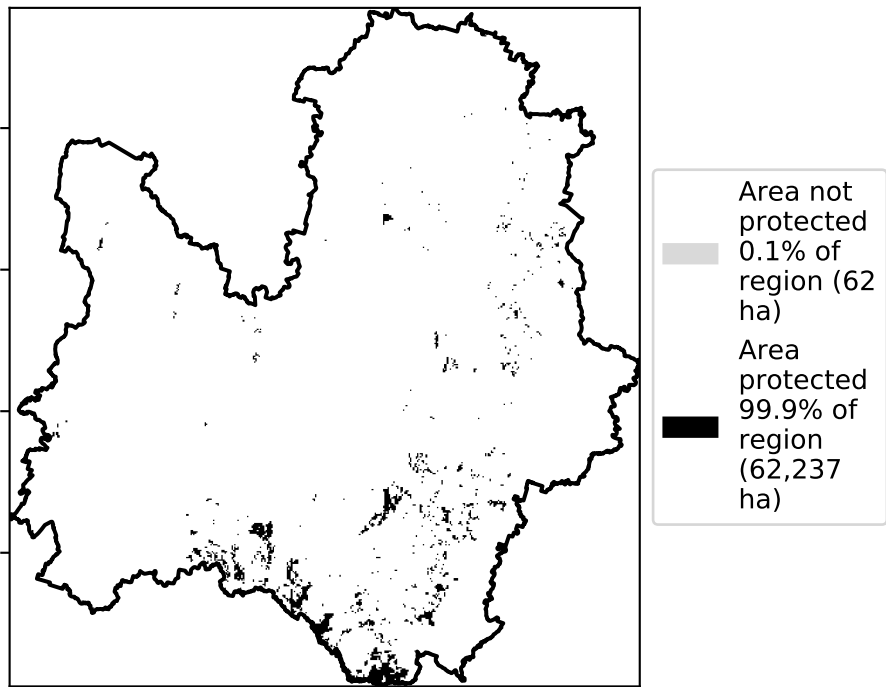 Area not
protected
0.1% of
region (62
ha)
Area
protected
99.9% of
region
(62,237
ha)